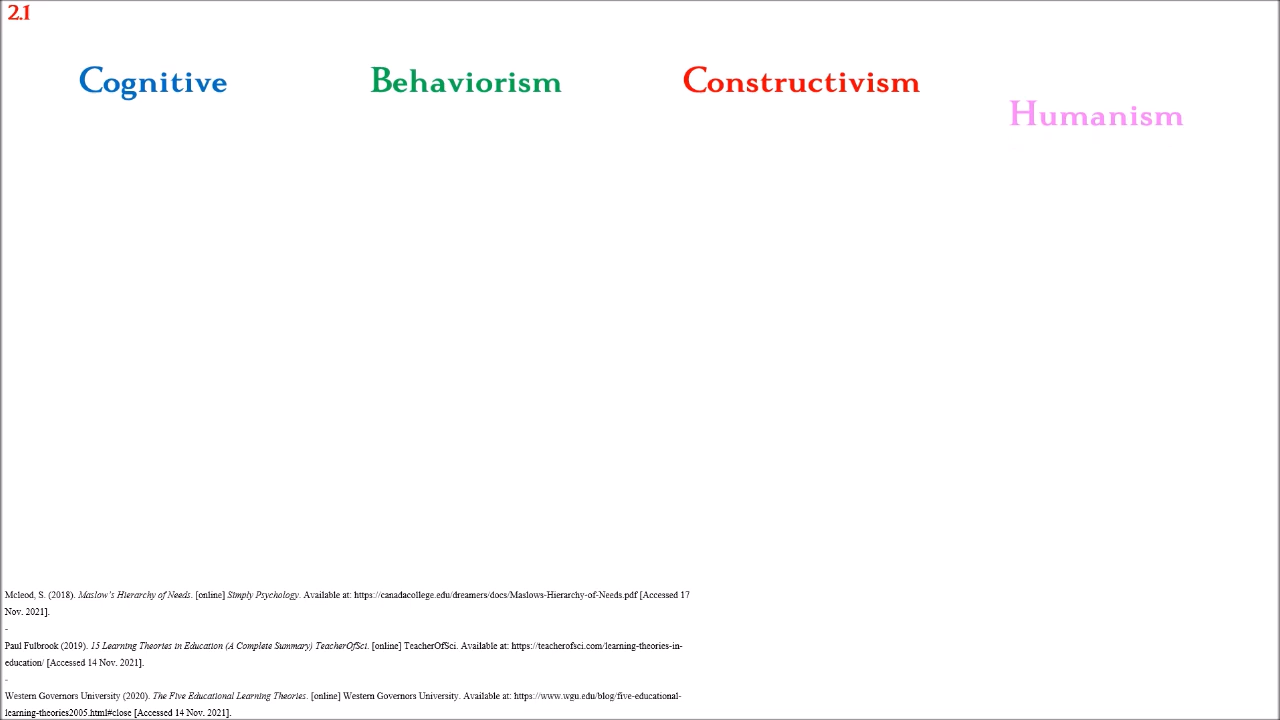 2.1
Cognitive
Behaviorism
Constructivism
Humanism
Mcleod, S. (2018). Maslow's Hierarchy of Needs. [online] Simply Psychology. Available at: https://canadacollege.edu/dreamers/docs/Maslows-Hierarchy-of-Needs.pdf [Accessed 17
Nov. 2021].
-
Paul Fulbrook (2019). 15 Learning Theories in Education (A Complete Summary) TeacherOfSci. [online] TeacherOfSci. Available at: https://teacherofsci.com/learning-theories-in-
education/ [Accessed 14 Nov. 2021].
-
Western Governors University (2020). The Five Educational Learning Theories. [online] Western Governors University. Available at: https://www.wgu.edu/blog/five-educational-
learning-theories2005.html#close [Accessed 14 Nov. 2021].